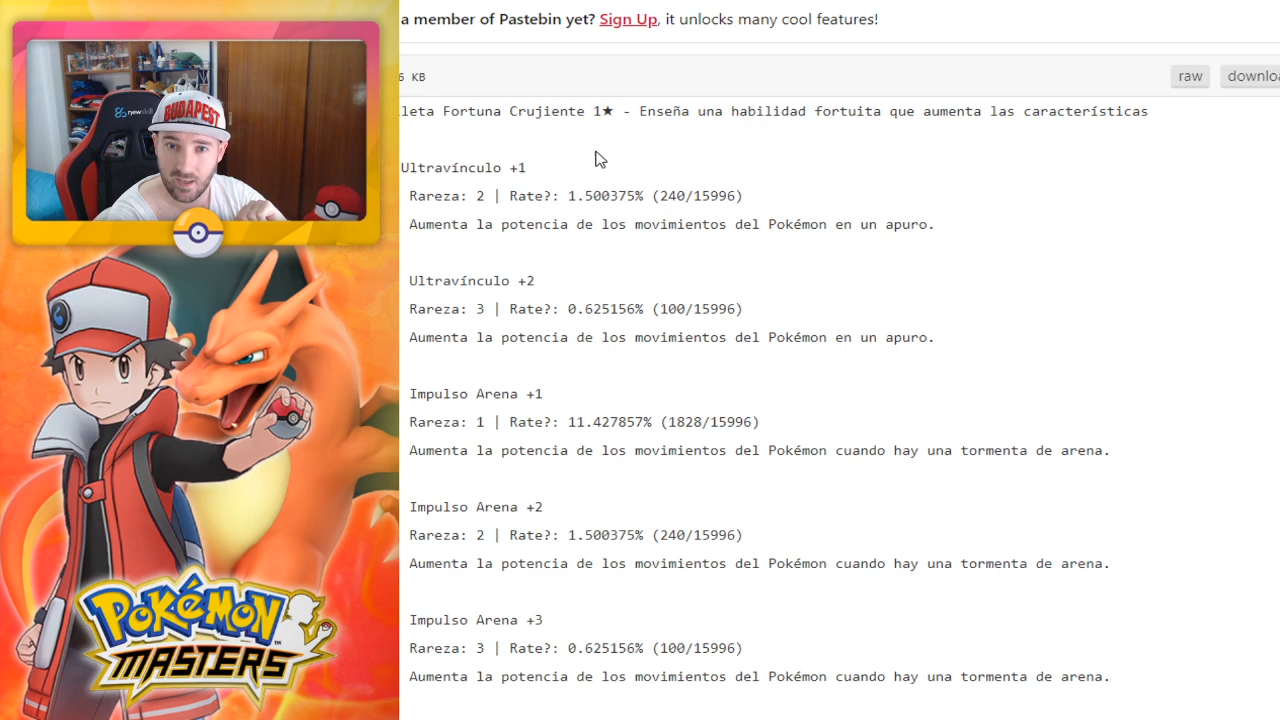 a member of Pastebin yet? Sign Up, it unlocks many cool features!
6 KB
raw
downloa
leta Fortuna Crujiente 1★ - Enseña una habilidad fortuita que aumenta las características
Ultravínculo +1
Rareza: 2 | Rate?: 1.500375% (240/15996)
Aumenta la potencia de los movimientos del Pokémon en un apuro.
Ultravínculo +2
Rareza: 3 | Rate?: 0.625156% (100/15996)
Aumenta la potencia de los movimientos del Pokémon en un apuro.
Impulso Arena +1
Rareza: 1 | Rate?: 11.427857% (1828/15996)
Aumenta la potencia de los movimientos del Pokémon cuando hay una tormenta de arena.
Impulso Arena +2
Rareza: 2 | Rate?: 1.500375% (240/15996)
Aumenta la potencia de los movimientos del Pokémon cuando hay una tormenta de arena.
Impulso Arena +3
Rareza: 3 | Rate?: 0.625156% (100/15996)
Aumenta la potencia de los movimientos del Pokémon cuando hay una tormenta de arena.
newskill
BUDAPEST
POKéMON
MASTERS